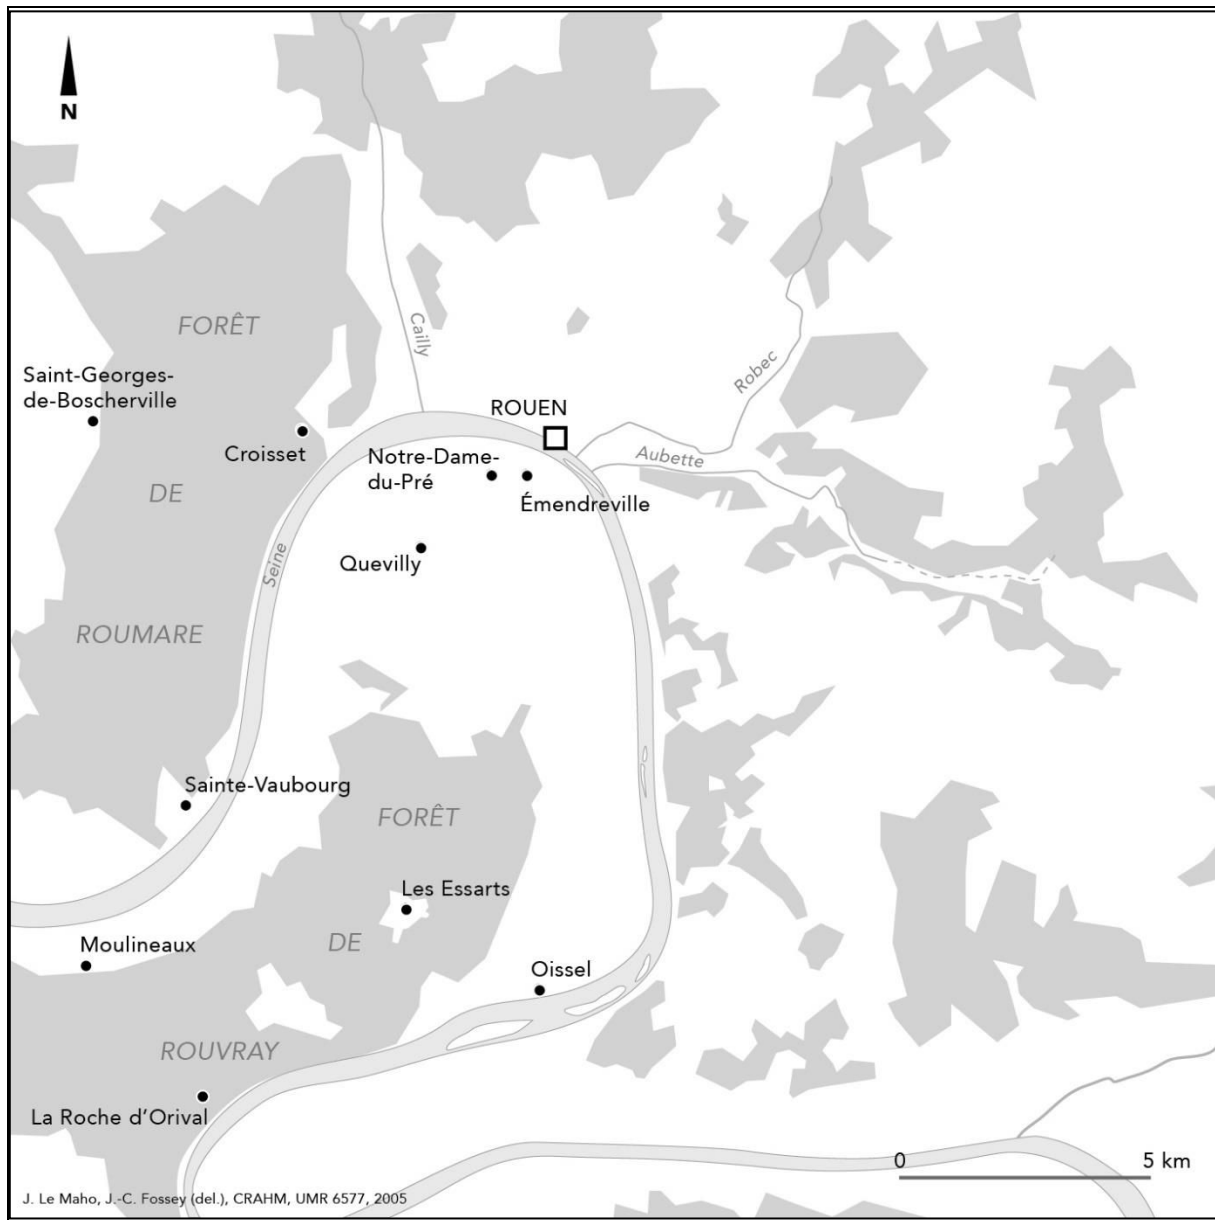 N
FORÊT
Cailly
Robec
Saint-Georges-
de-Boscherville
ROUEN
Croisset
Notre-Dame-
du-Pré
Aubette
DE
Émendreville
Seine
Quevilly
ROUMARE
Sainte-Vaubourg
FORÊT
Les Essarts
Moulineaux
DE
Oissel
ROUVRAY
La Roche d’Orival
0
5 km
J. Le Maho, J.-C. Fossey (del.), CRAHM, UMR 6577, 2005